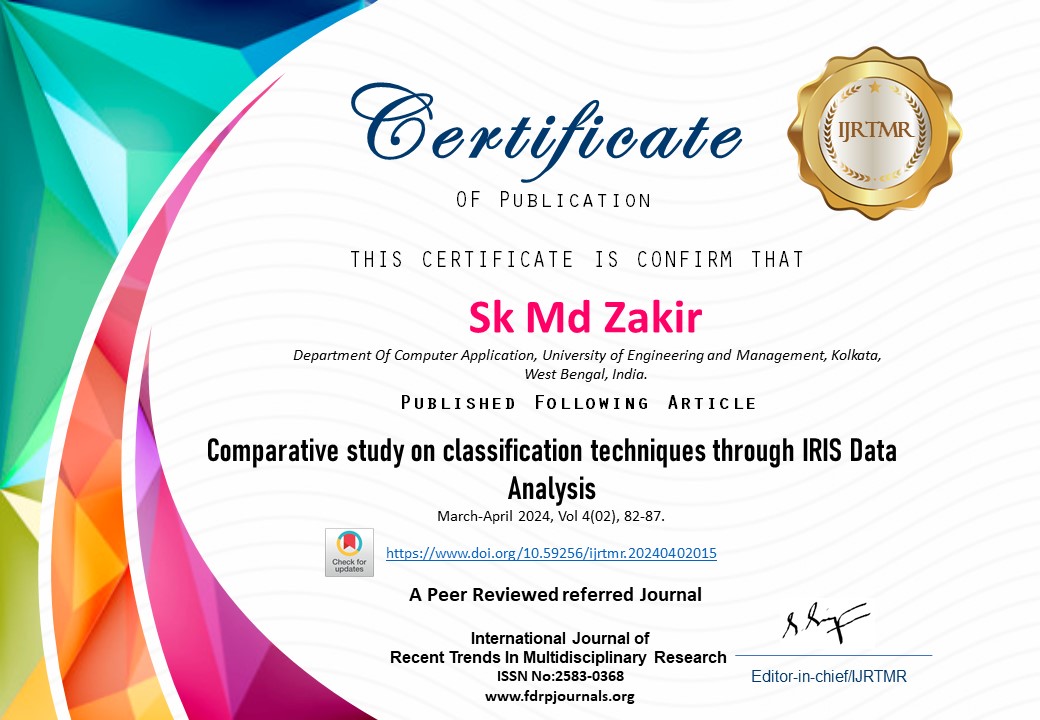 Certificate
IJRTMR
OF PUBLICATION
THIS CERTIFICATE IS CONFIRM THAT
Sk Md Zakir
Department Of Computer Application, University of Engineering and Management, Kolkata,
West Bengal, India.
PUBLISHED FOLLOWING ARTICLE
Comparative study on classification techniques through IRIS Data
Analysis
March-April 2024, Vol 4(02), 82-87.
Check for
updates
https://www.doi.org/10.59256/ijrtmr.20240402015
A Peer Reviewed referred Journal
International Journal of
Recent Trends In Multidisciplinary Research
ISSN No:2583-0368
www.fdrpjournals.org
Editor-in-chief/IJRTMR